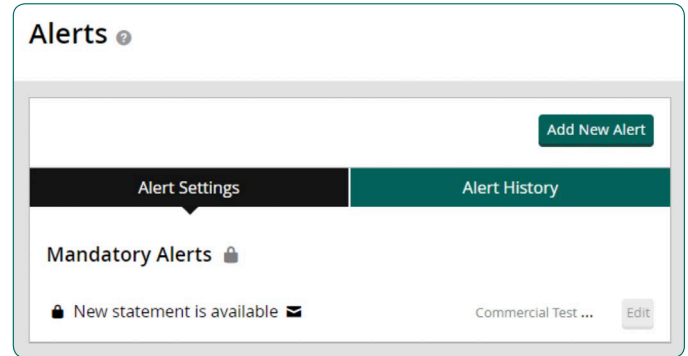 Alerts ?
Add New Alert
Alert Settings
Alert History
Mandatory Alerts
New statement is available
Commercial Test ...
Edit